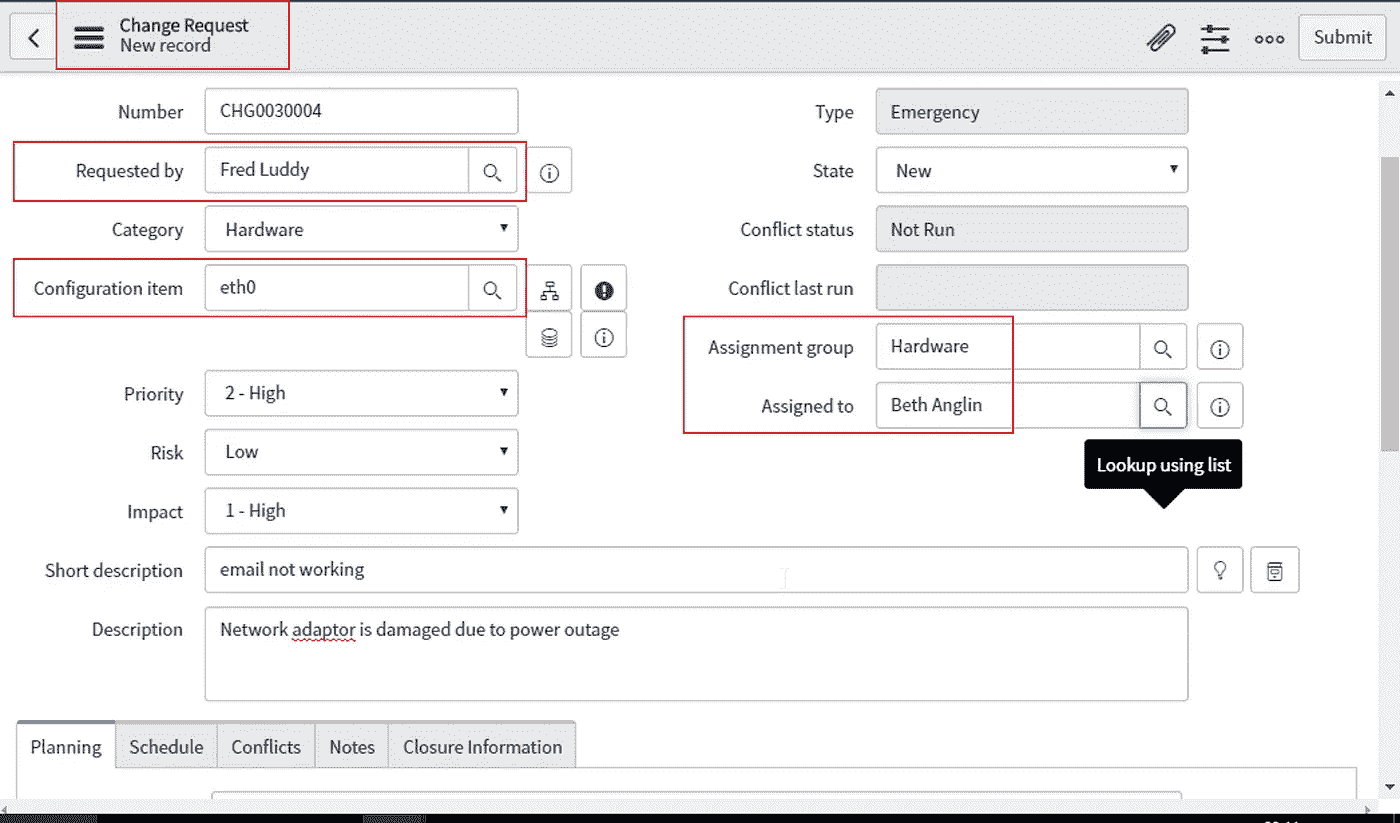 Change Request
New record
Submit
Number
CHG0030004
Type
Emergency
Requested by
Fred Luddy
State
New
Category
Hardware
Conflict status
Not Run
Configuration item
eth0
Conflict last run
Assignment group
Hardware
Priority
2 - High
Assigned to
Beth Anglin
Risk
Low
Lookup using list
Impact
1 - High
Short description
email not working
Description
Network adaptor is damaged due to power outage
Planning
Schedule
Conflicts
Notes
Closure Information